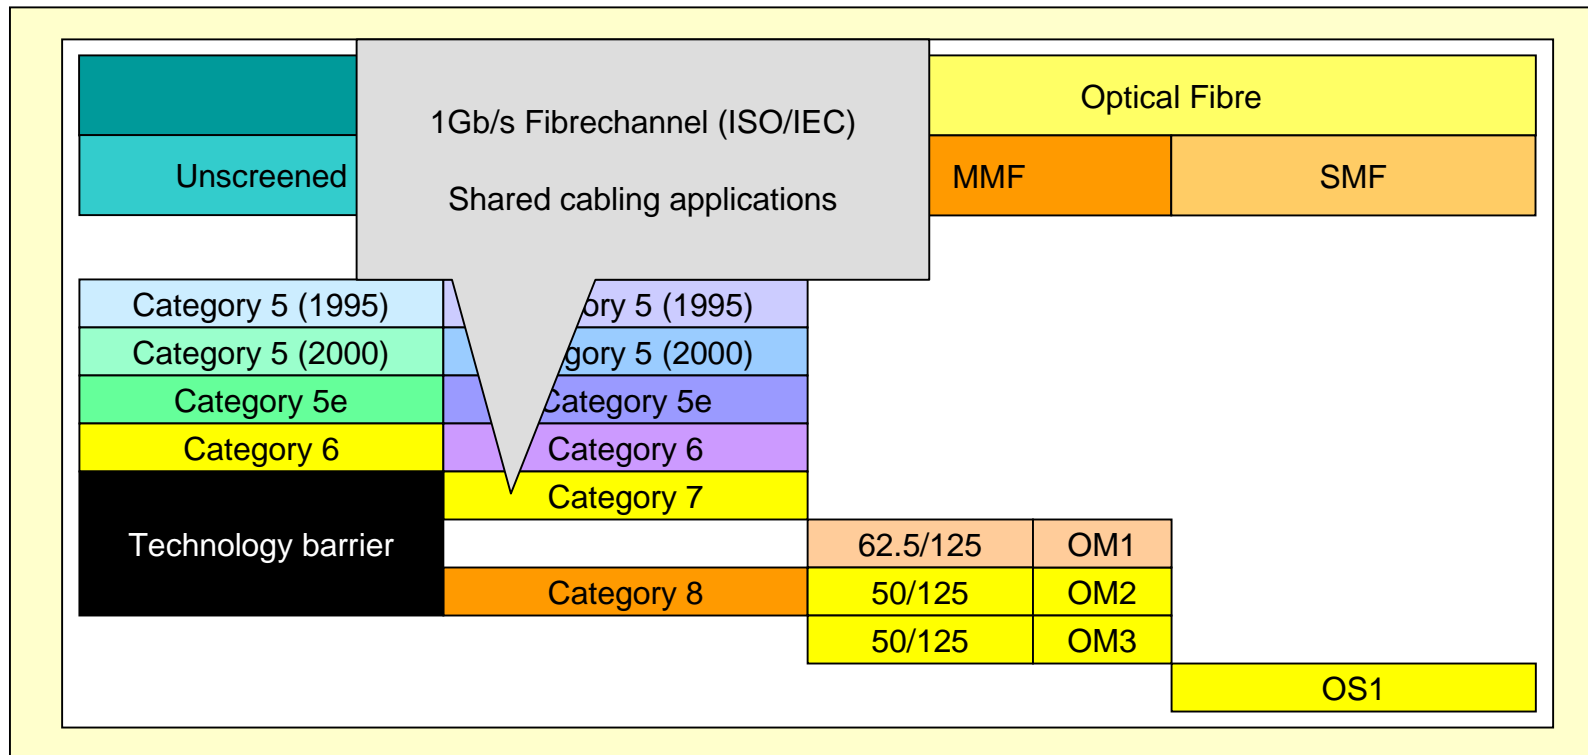 1Gb/s Fibrechannel (ISO/IEC)
Shared cabling applications
Optical Fibre
Unscreened
MMF
SMF
Category 5 (1995)
ory 5 (1995)
Category 5 (2000)
gory 5 (2000)
Category 5e
Category 5e
Category 6
Category 6
Category 7
Technology barrier
62.5/125
OM1
Category 8
50/125
OM2
50/125
OM3
OS1